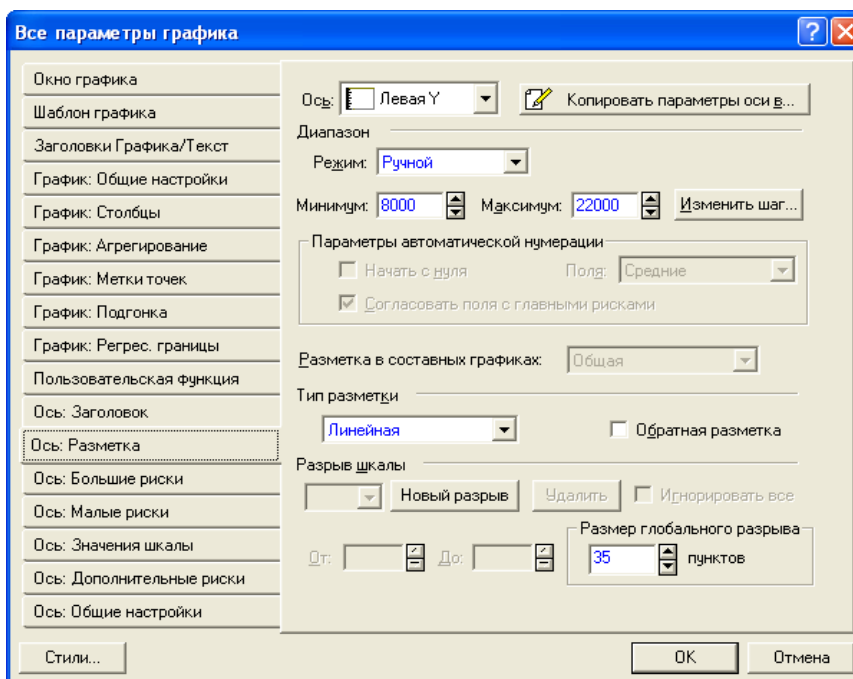 Все параметры графика
Окно графика
Шаблон графика
Заголовки Графика/Текст
График: Общие настройки
График: Столбцы
График: Агрегирование
График: Метки точек
График: Подгонка
График: Регрес. границы
Пользовательская функция
Ось: Заголовок
Ось: Разметка
Ось: Большие риски
Ось: Малые риски
Ось: Значения шкалы
Ось: Дополнительные риски
Ось: Общие настройки
Ось: Левая Y Копировать параметры оси в...
Диапазон
Режим: Ручной
Минимум: 8000 Максимум: 22000 Изменить шаг...
Параметры автоматической нумерации
Начать с нуля Поля: Средние
Согласовать поля с главными рисками
Разметка в составных графиках: Общая
Тип разметки
Линейная Обратная разметка
Разрыв шкалы
Новый разрыв Удалить Игнорировать все
Размер глобального разрыва
От: До: 35 пунктов
Стили... OK Отмена